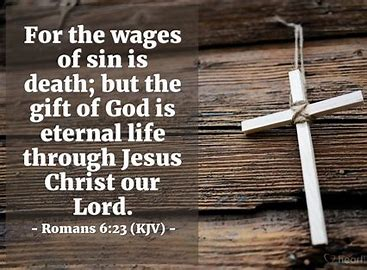 For the wages
of sin is
death; but the
gift of God is
eternal life
through Jesus
Christ our
Lord.
- Romans 6:23 (KJV) -
heartl